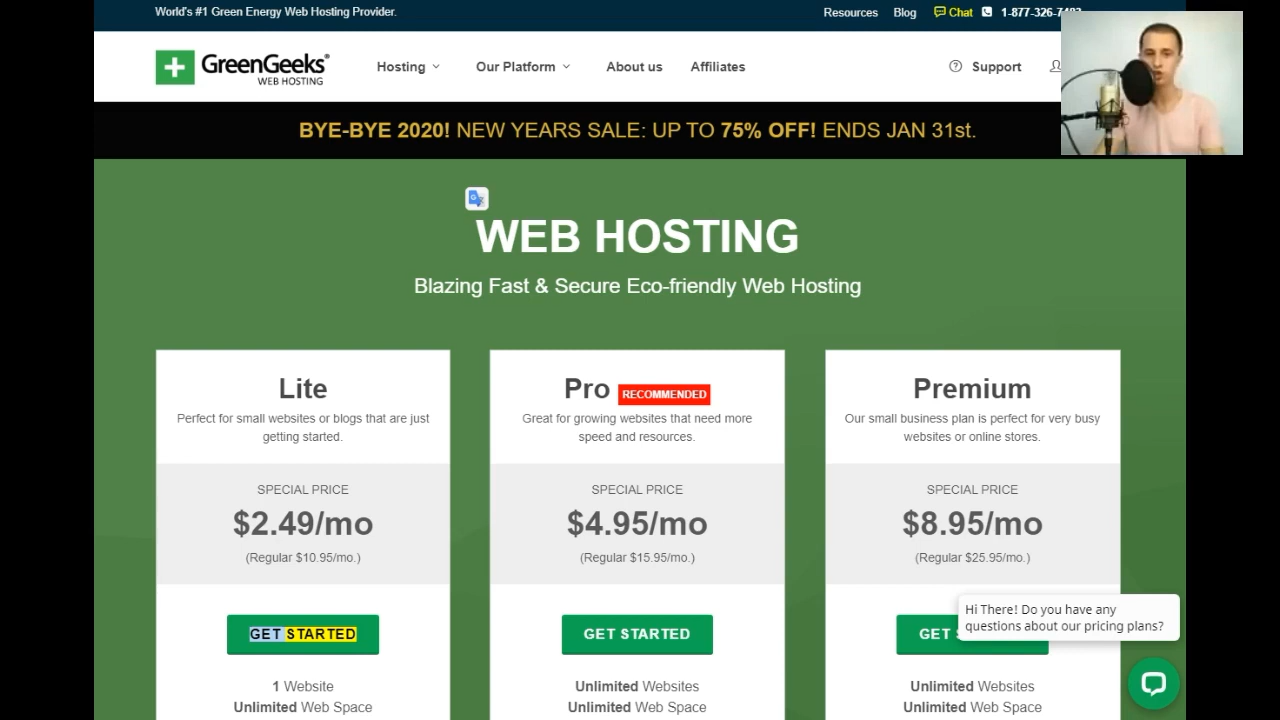 World's #1 Green Energy Web Hosting Provider.
Resources Blog Chat 1-877-326-7483
GreenGeeks®
WEB HOSTING
Hosting Our Platform About us Affiliates Support
BYE-BYE 2020! NEW YEARS SALE: UP TO 75% OFF! ENDS JAN 31st.
WEB HOSTING
Blazing Fast & Secure Eco-friendly Web Hosting
Lite
Perfect for small websites or blogs that are just
getting started.
SPECIAL PRICE
$2.49/mo
(Regular $10.95/mo.)
GET STARTED
1 Website
Unlimited Web Space
Pro RECOMMENDED
Great for growing websites that need more
speed and resources.
SPECIAL PRICE
$4.95/mo
(Regular $15.95/mo.)
GET STARTED
Unlimited Websites
Unlimited Web Space
Premium
Our small business plan is perfect for very busy
websites or online stores.
SPECIAL PRICE
$8.95/mo
(Regular $25.95/mo.)
GET
Unlimited Websites
Unlimited Web Space
Hi There! Do you have any
questions about our pricing plans?